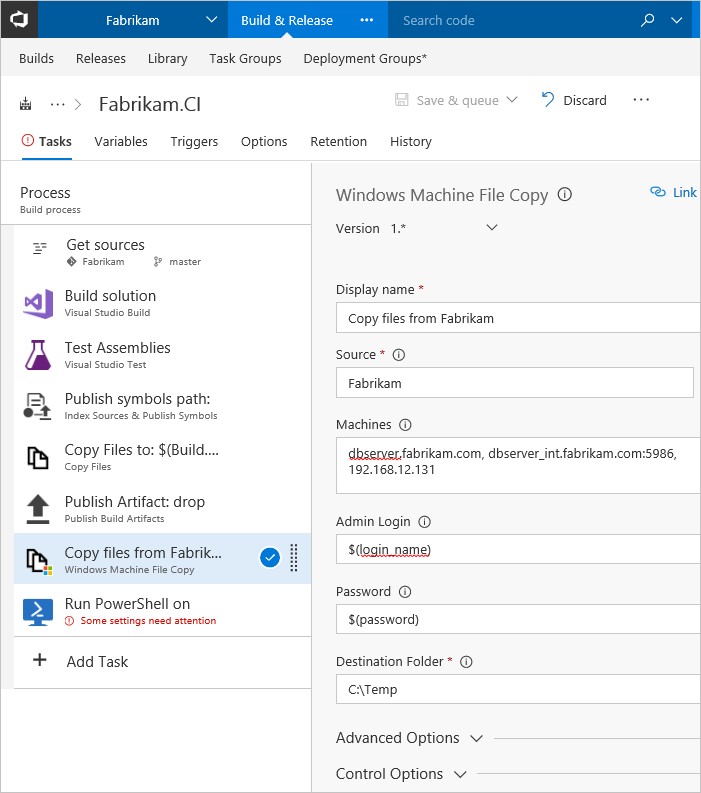 Fabrikam
Build & Release
···
Search code
Builds
Releases
Library
Task Groups
Deployment Groups*
···
Fabrikam.CI
Save & queue
Discard
···
Tasks
Variables
Triggers
Options
Retention
History
Process
Build process
Get sources
Fabrikam
master
Build solution
Visual Studio Build
Test Assemblies
Visual Studio Test
Publish symbols path:
Index Sources & Publish Symbols
Copy Files to: $(Build....
Copy Files
Publish Artifact: drop
Publish Build Artifacts
Copy files from Fabrik...
Windows Machine File Copy
Run PowerShell on
Some settings need attention
Add Task
Windows Machine File Copy
Link
Version 1.*
Display name *
Copy files from Fabrikam
Source *
Fabrikam
Machines
dbserver.fabrikam.com, dbserver_int.fabrikam.com:5986,
192.168.12.131
Admin Login
$(login_name)
Password
$(password)
Destination Folder *
C:\Temp
Advanced Options
Control Options